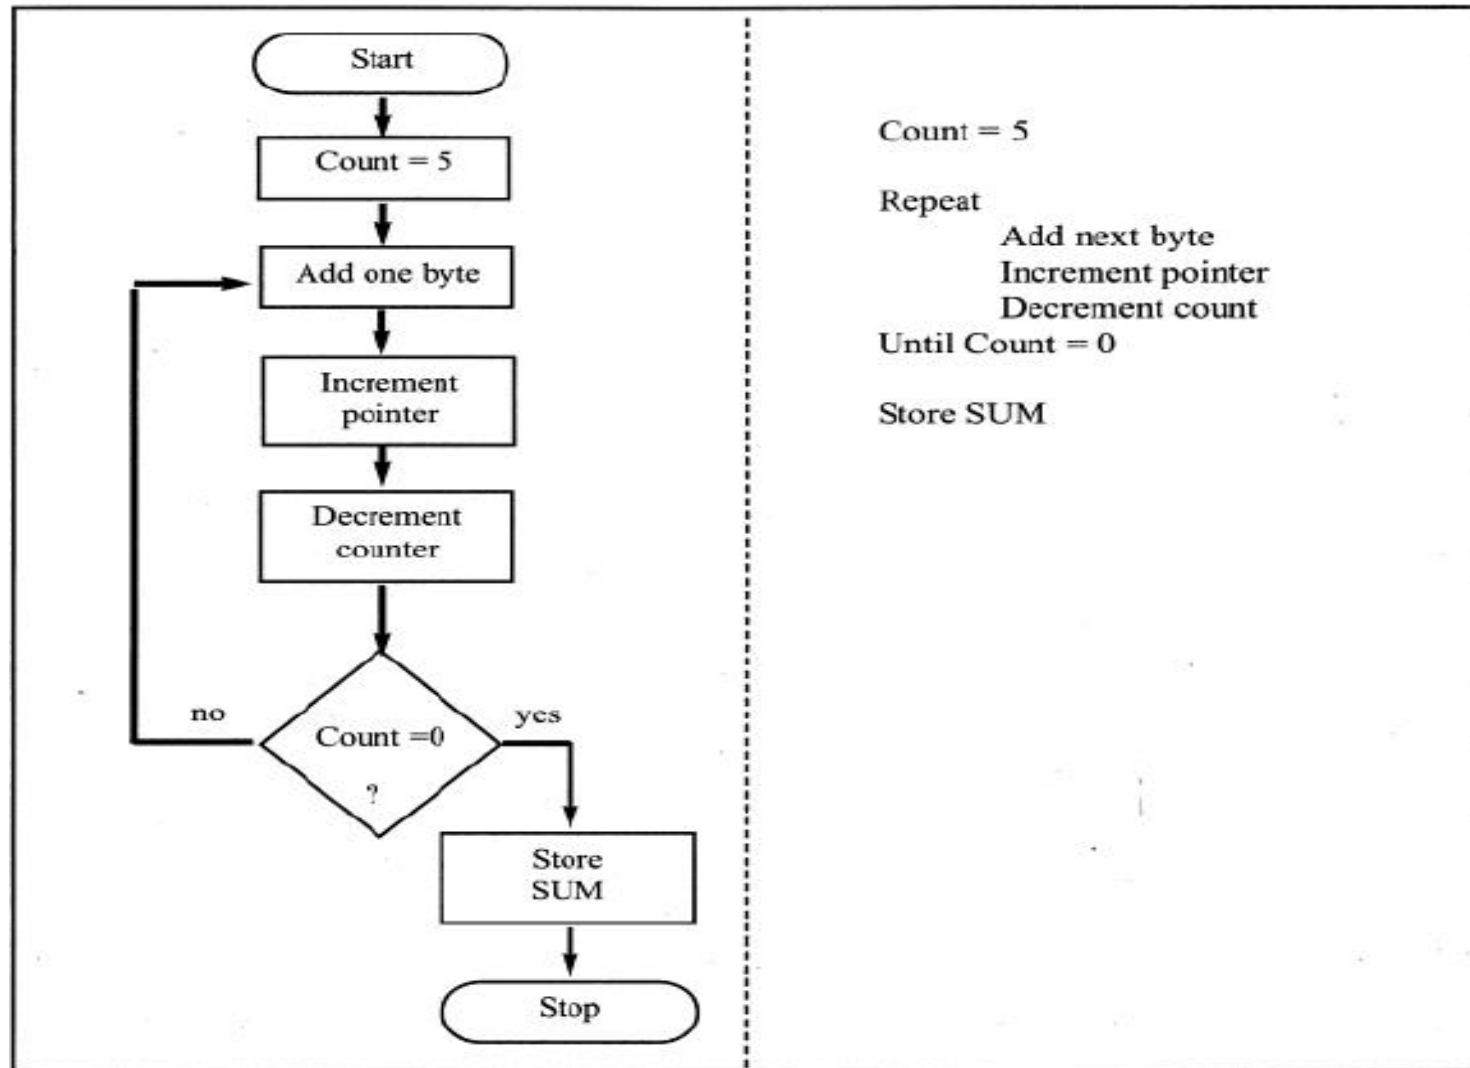 Start
Count = 5
Add one byte
Increment
pointer
Decrement
counter
no
Count =0
?
yes
Store
SUM
Stop
Count = 5
Repeat
Add next byte
Increment pointer
Decrement count
Until Count = 0
Store SUM